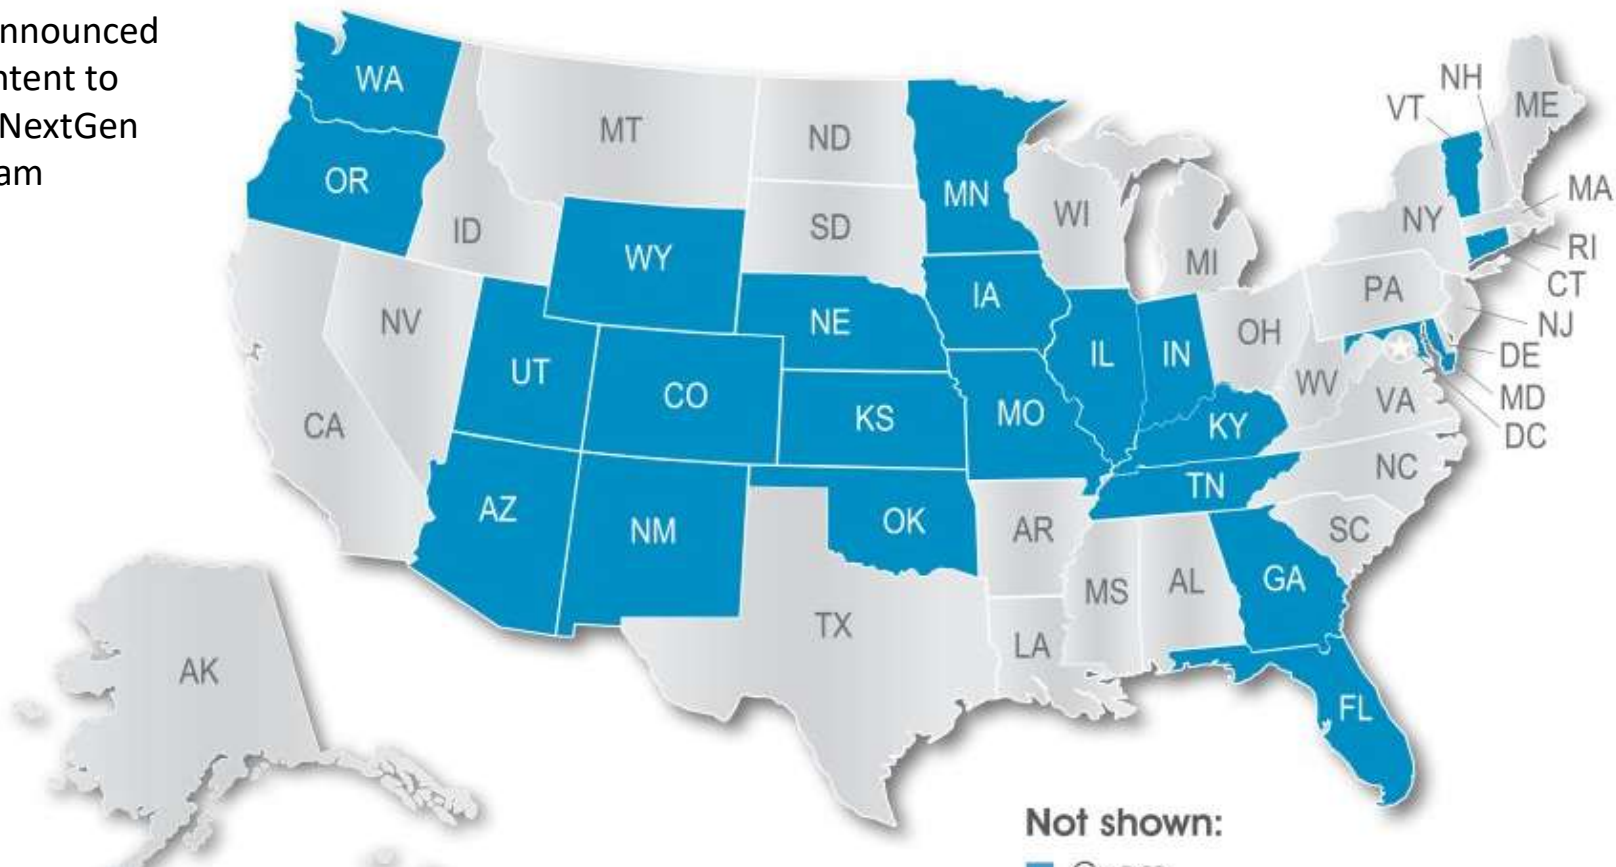 nnounced
ntent to
NextGen
am
WA
OR
MT
ID
ND
SD
WY
MN
WI
MI
NH
VT
ME
MA
NY
RI
CT
PA
NJ
DE
MD
DC
NV
UT
CO
NE
KS
IA
IL
IN
OH
WV
VA
MO
KY
CA
AZ
NM
OK
AR
TN
NC
SC
MS
AL
GA
TX
LA
FL
AK
Not shown: